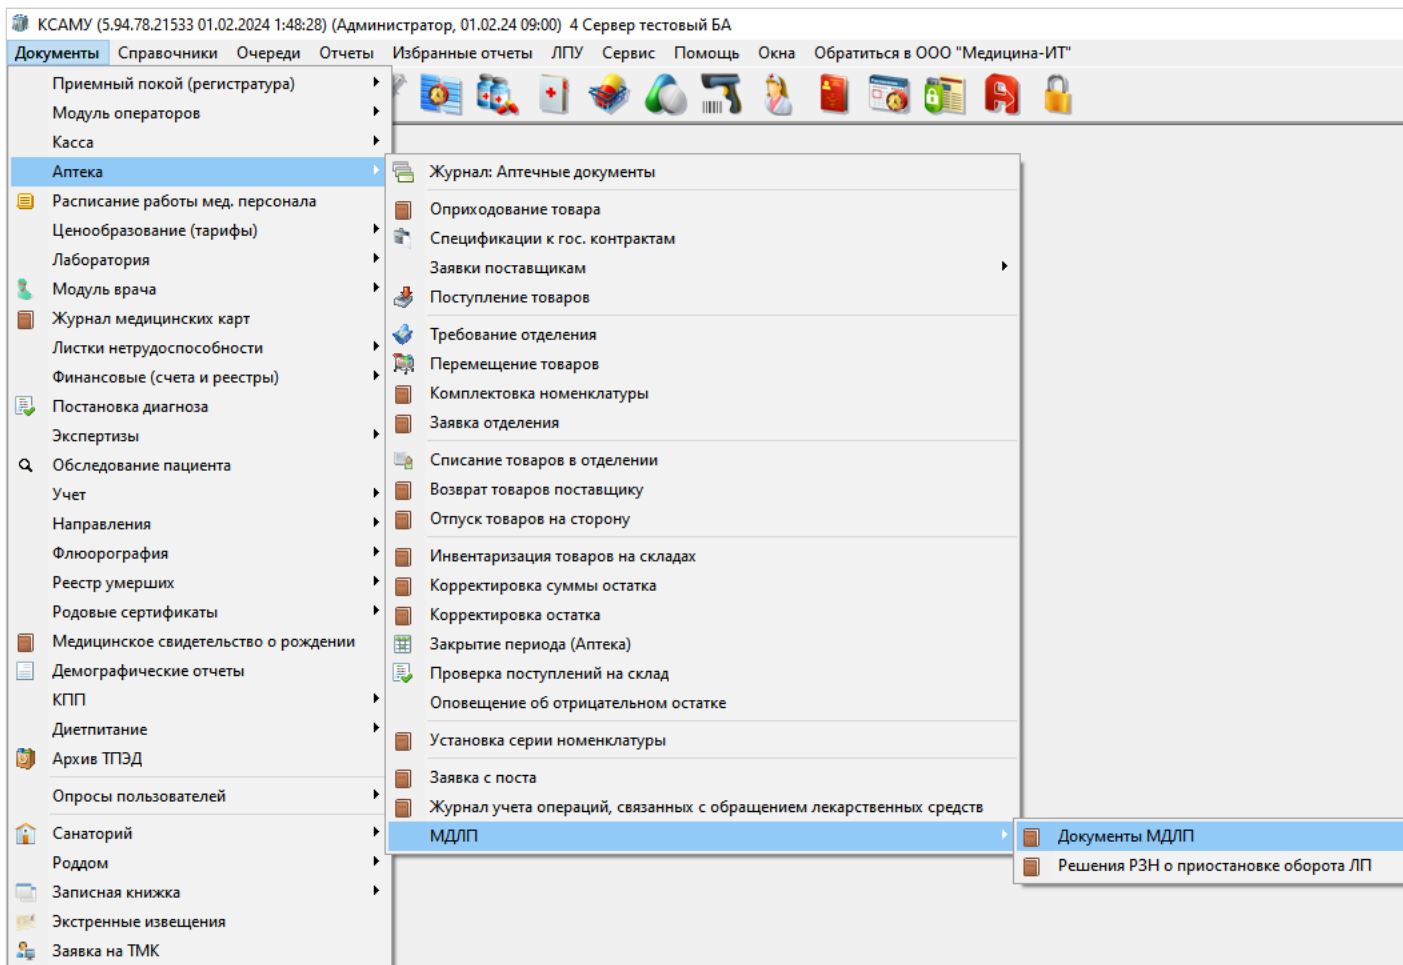 КСАМУ (5.94.78.21533 01.02.2024 1:48:28) (Администратор, 01.02.24 09:00) 4 Сервер тестовый БА
Документы Справочники Очереди Отчеты Избранные отчеты ЛПУ Сервис Помощь Окна Обратиться в ООО "Медицина-ИТ"
Приемный покой (регистратура)
Модуль операторов
Касса
Аптека
Расписание работы мед. персонала
Ценообразование (тарифы)
Лаборатория
Модуль врача
Журнал медицинских карт
Листки нетрудоспособности
Финансовые (счета и реестры)
Постановка диагноза
Экспертизы
Обследование пациента
Учет
Направления
Флюорография
Реестр умерших
Родовые сертификаты
Медицинское свидетельство о рождении
Демографические отчеты
КПП
Диетпитание
Архив ТПЭД
Опросы пользователей
Санаторий
Роддом
Записная книжка
Экстренные извещения
Заявка на ТМК
Журнал: Аптечные документы
Оприходование товара
Спецификации к гос. контрактам
Заявки поставщикам
Поступление товаров
Требование отделения
Перемещение товаров
Комплектовка номенклатуры
Заявка отделения
Списание товаров в отделении
Возврат товаров поставщику
Отпуск товаров на сторону
Инвентаризация товаров на складах
Корректировка суммы остатка
Корректировка остатка
Закрытие периода (Аптека)
Проверка поступлений на склад
Оповещение об отрицательном остатке
Установка серии номенклатуры
Заявка с поста
Журнал учета операций, связанных с обращением лекарственных средств
МДЛП
Документы МДЛП
Решения РЗН о приостановке оборота ЛП